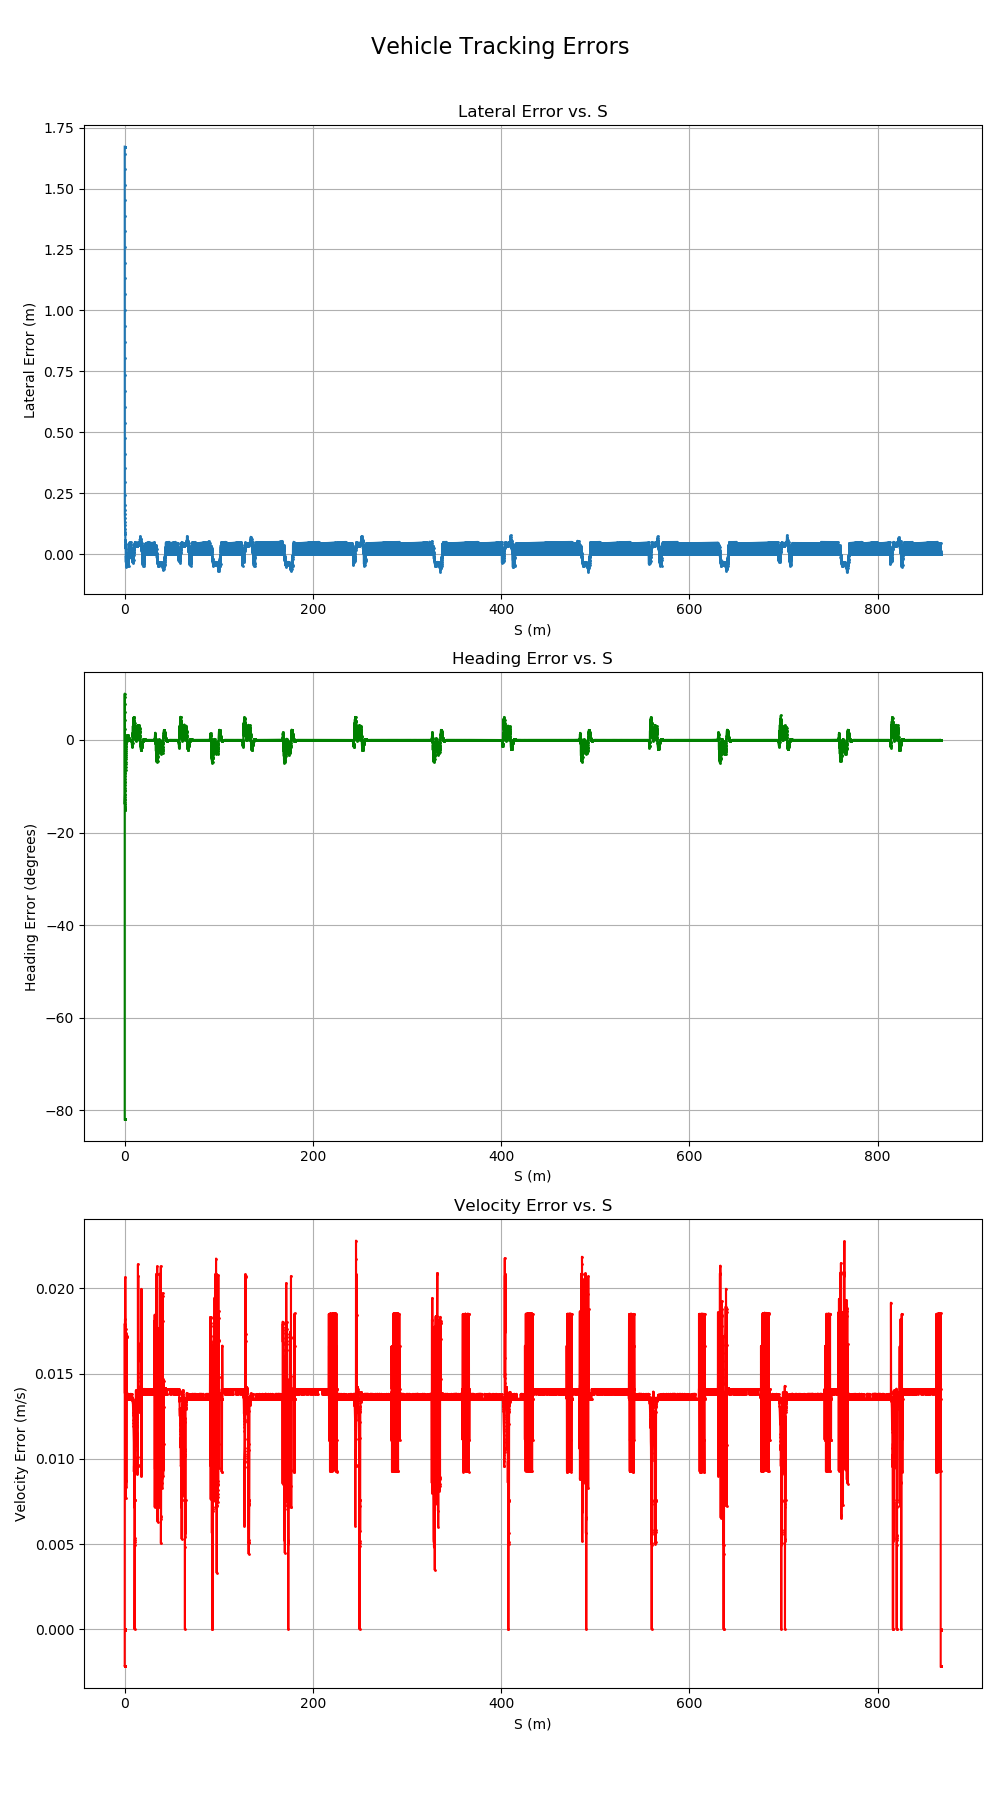 Vehicle Tracking Errors
Lateral Error vs. S
1.75
1.50
1.25
1.00
0.75
0.50
0.25
0.00
Lateral Error (m)
0 200 400 600 800
S (m)
Heading Error vs. S
0
−20
−40
−60
−80
Heading Error (degrees)
0 200 400 600 800
S (m)
Velocity Error vs. S
0.020
0.015
0.010
0.005
0.000
Velocity Error (m/s)
0 200 400 600 800
S (m)